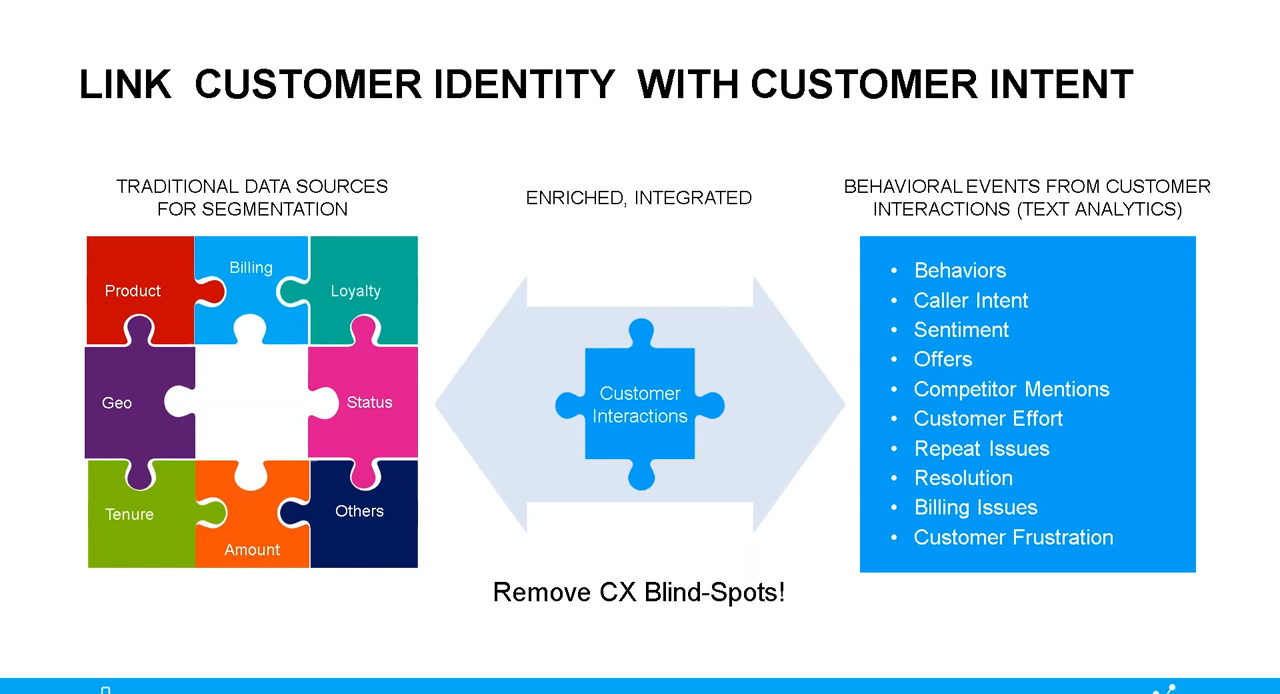 LINK CUSTOMER IDENTITY WITH CUSTOMER INTENT
TRADITIONAL DATA SOURCES
FOR SEGMENTATION
Product
Billing
Loyalty
Geo
Status
Tenure
Amount
Others
ENRICHED, INTEGRATED
Customer
Interactions
Remove CX Blind-Spots!
BEHAVIORAL EVENTS FROM CUSTOMER
INTERACTIONS (TEXT ANALYTICS)
• Behaviors
• Caller Intent
• Sentiment
• Offers
• Competitor Mentions
• Customer Effort
• Repeat Issues
• Resolution
• Billing Issues
• Customer Frustration